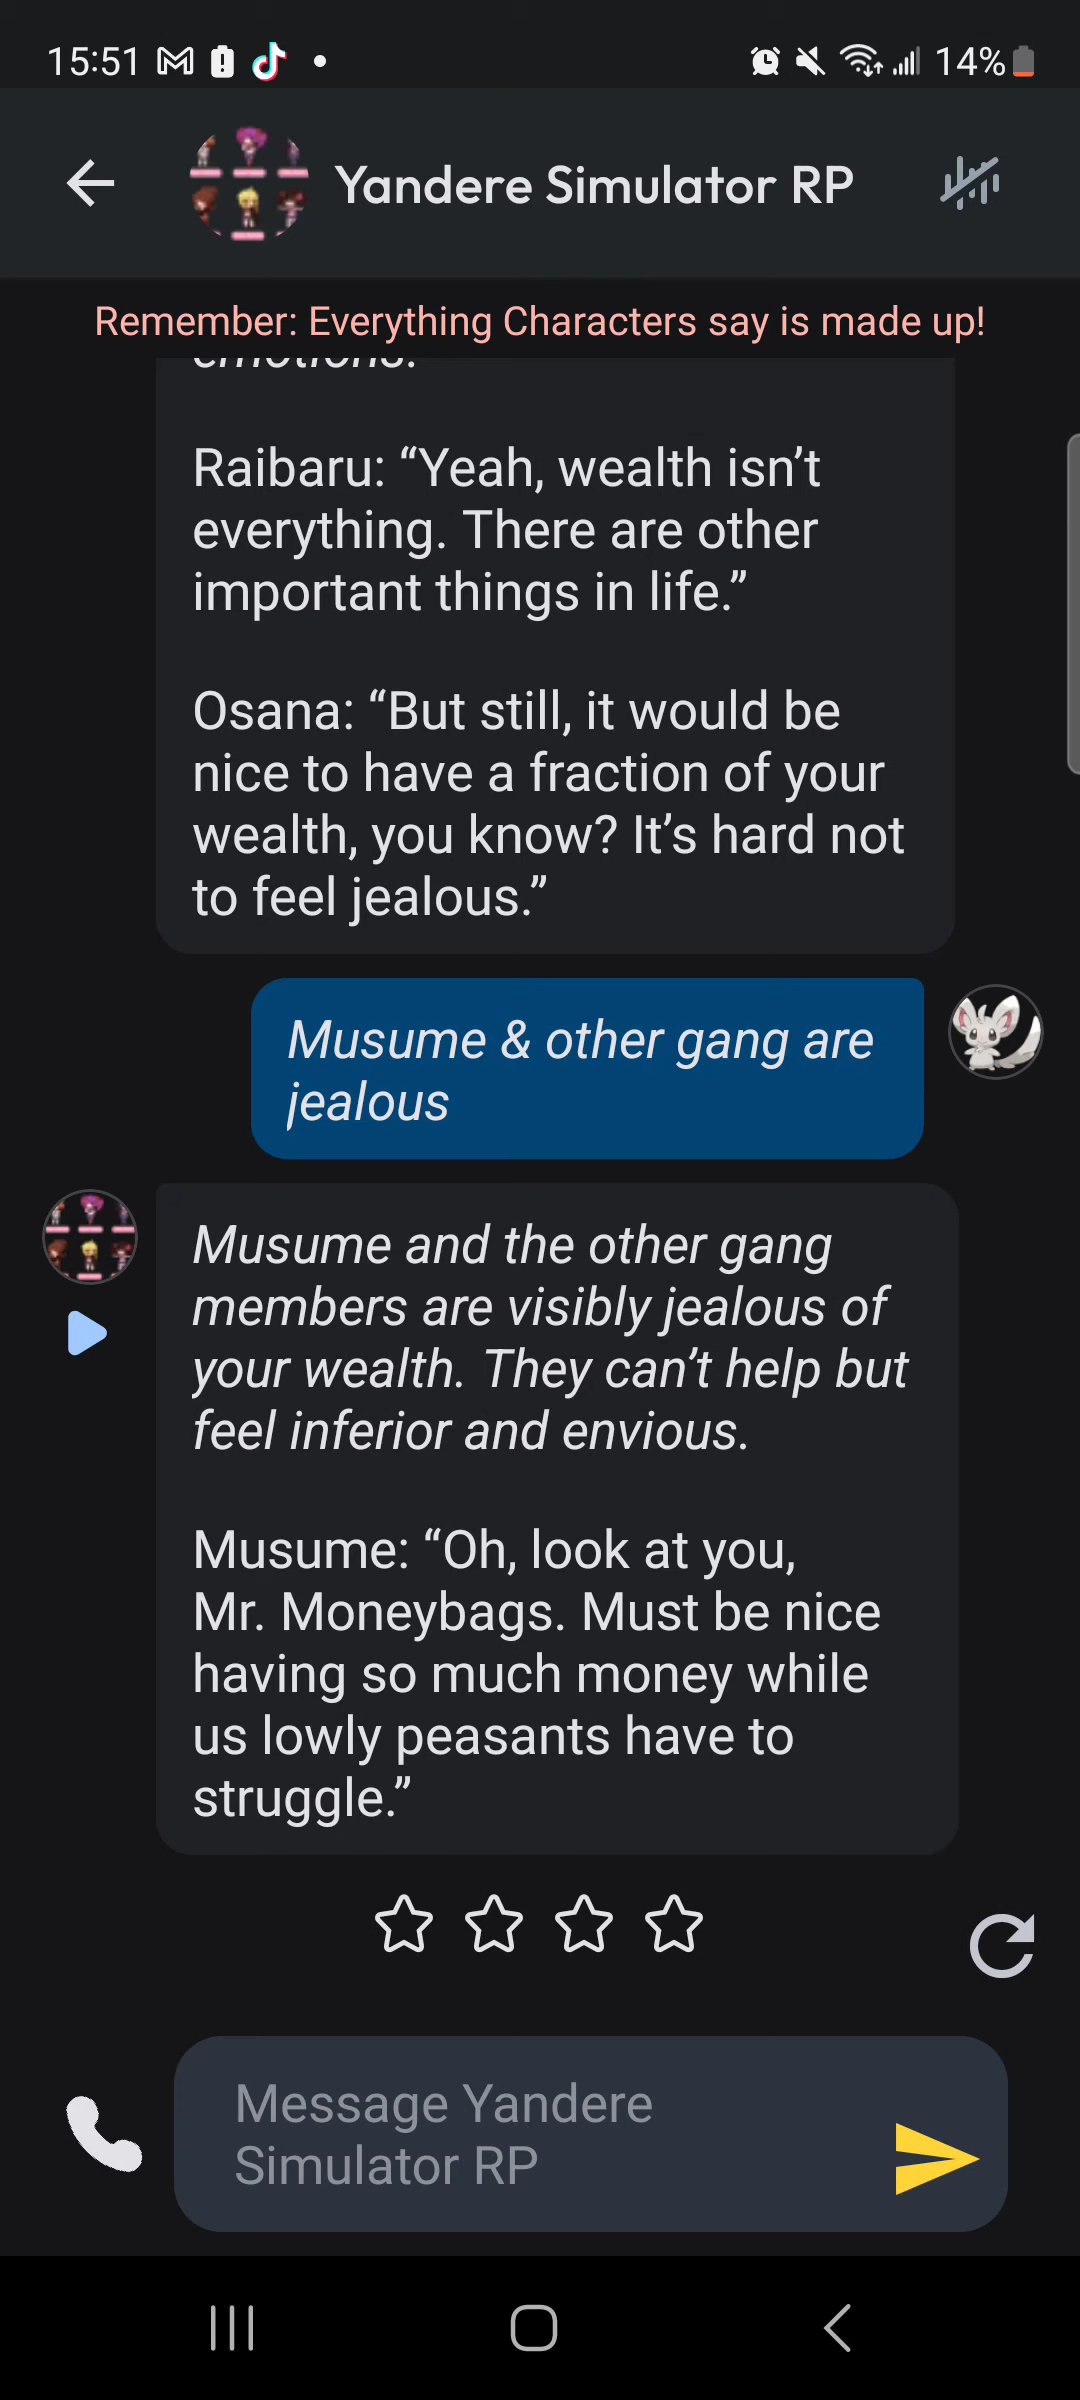 15:51
14%
Yandere Simulator RP
Remember: Everything Characters say is made up!
emotions.
Raibaru: “Yeah, wealth isn’t
everything. There are other
important things in life.”
Osana: “But still, it would be
nice to have a fraction of your
wealth, you know? It’s hard not
to feel jealous.”
Musume & other gang are
jealous
Musume and the other gang
members are visibly jealous of
your wealth. They can’t help but
feel inferior and envious.
Musume: “Oh, look at you,
Mr. Moneybags. Must be nice
having so much money while
us lowly peasants have to
struggle.”
Message Yandere
Simulator RP